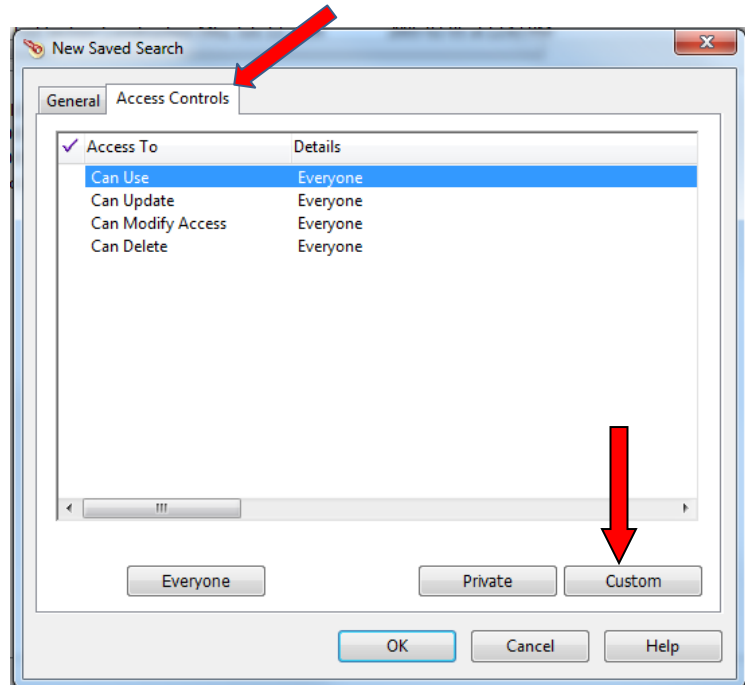 New Saved Search
General Access Controls
Access To Details
Can Use Everyone
Can Update Everyone
Can Modify Access Everyone
Can Delete Everyone
Everyone Private Custom
OK Cancel Help